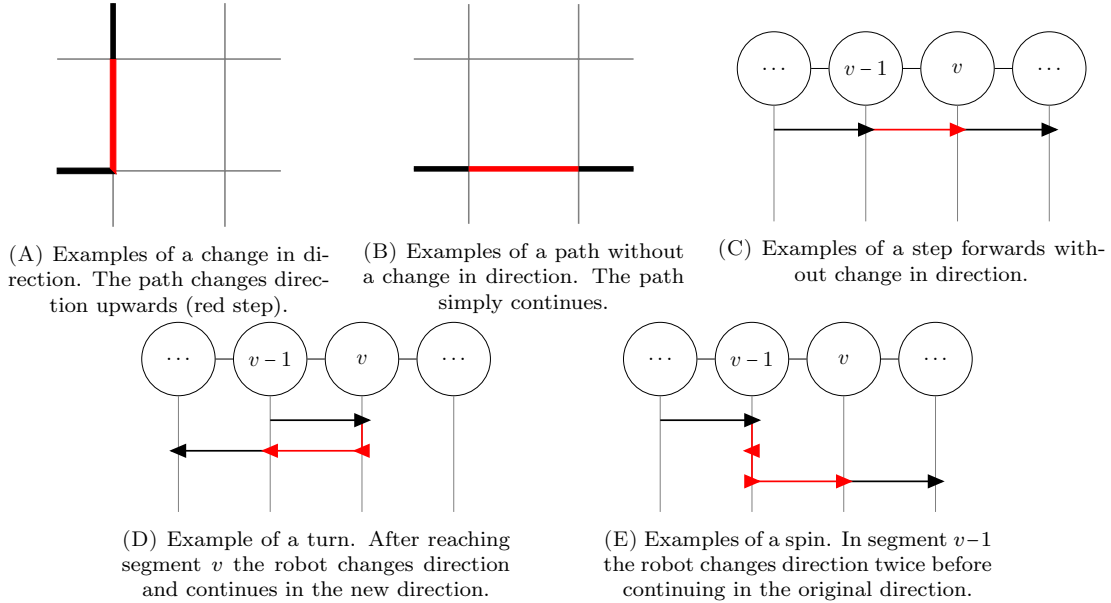 ⋯ v − 1 v ⋯
(A) Examples of a change in di-
rection. The path changes direc-
tion upwards (red step).
(B) Examples of a path without
a change in direction. The path
simply continues.
(C) Examples of a step forwards with-
out change in direction.
⋯ v − 1 v ⋯
⋯ v − 1 v ⋯
(D) Example of a turn. After reaching
segment v the robot changes direction
and continues in the new direction.
(E) Examples of a spin. In segment v−1
the robot changes direction twice before
continuing in the original direction.